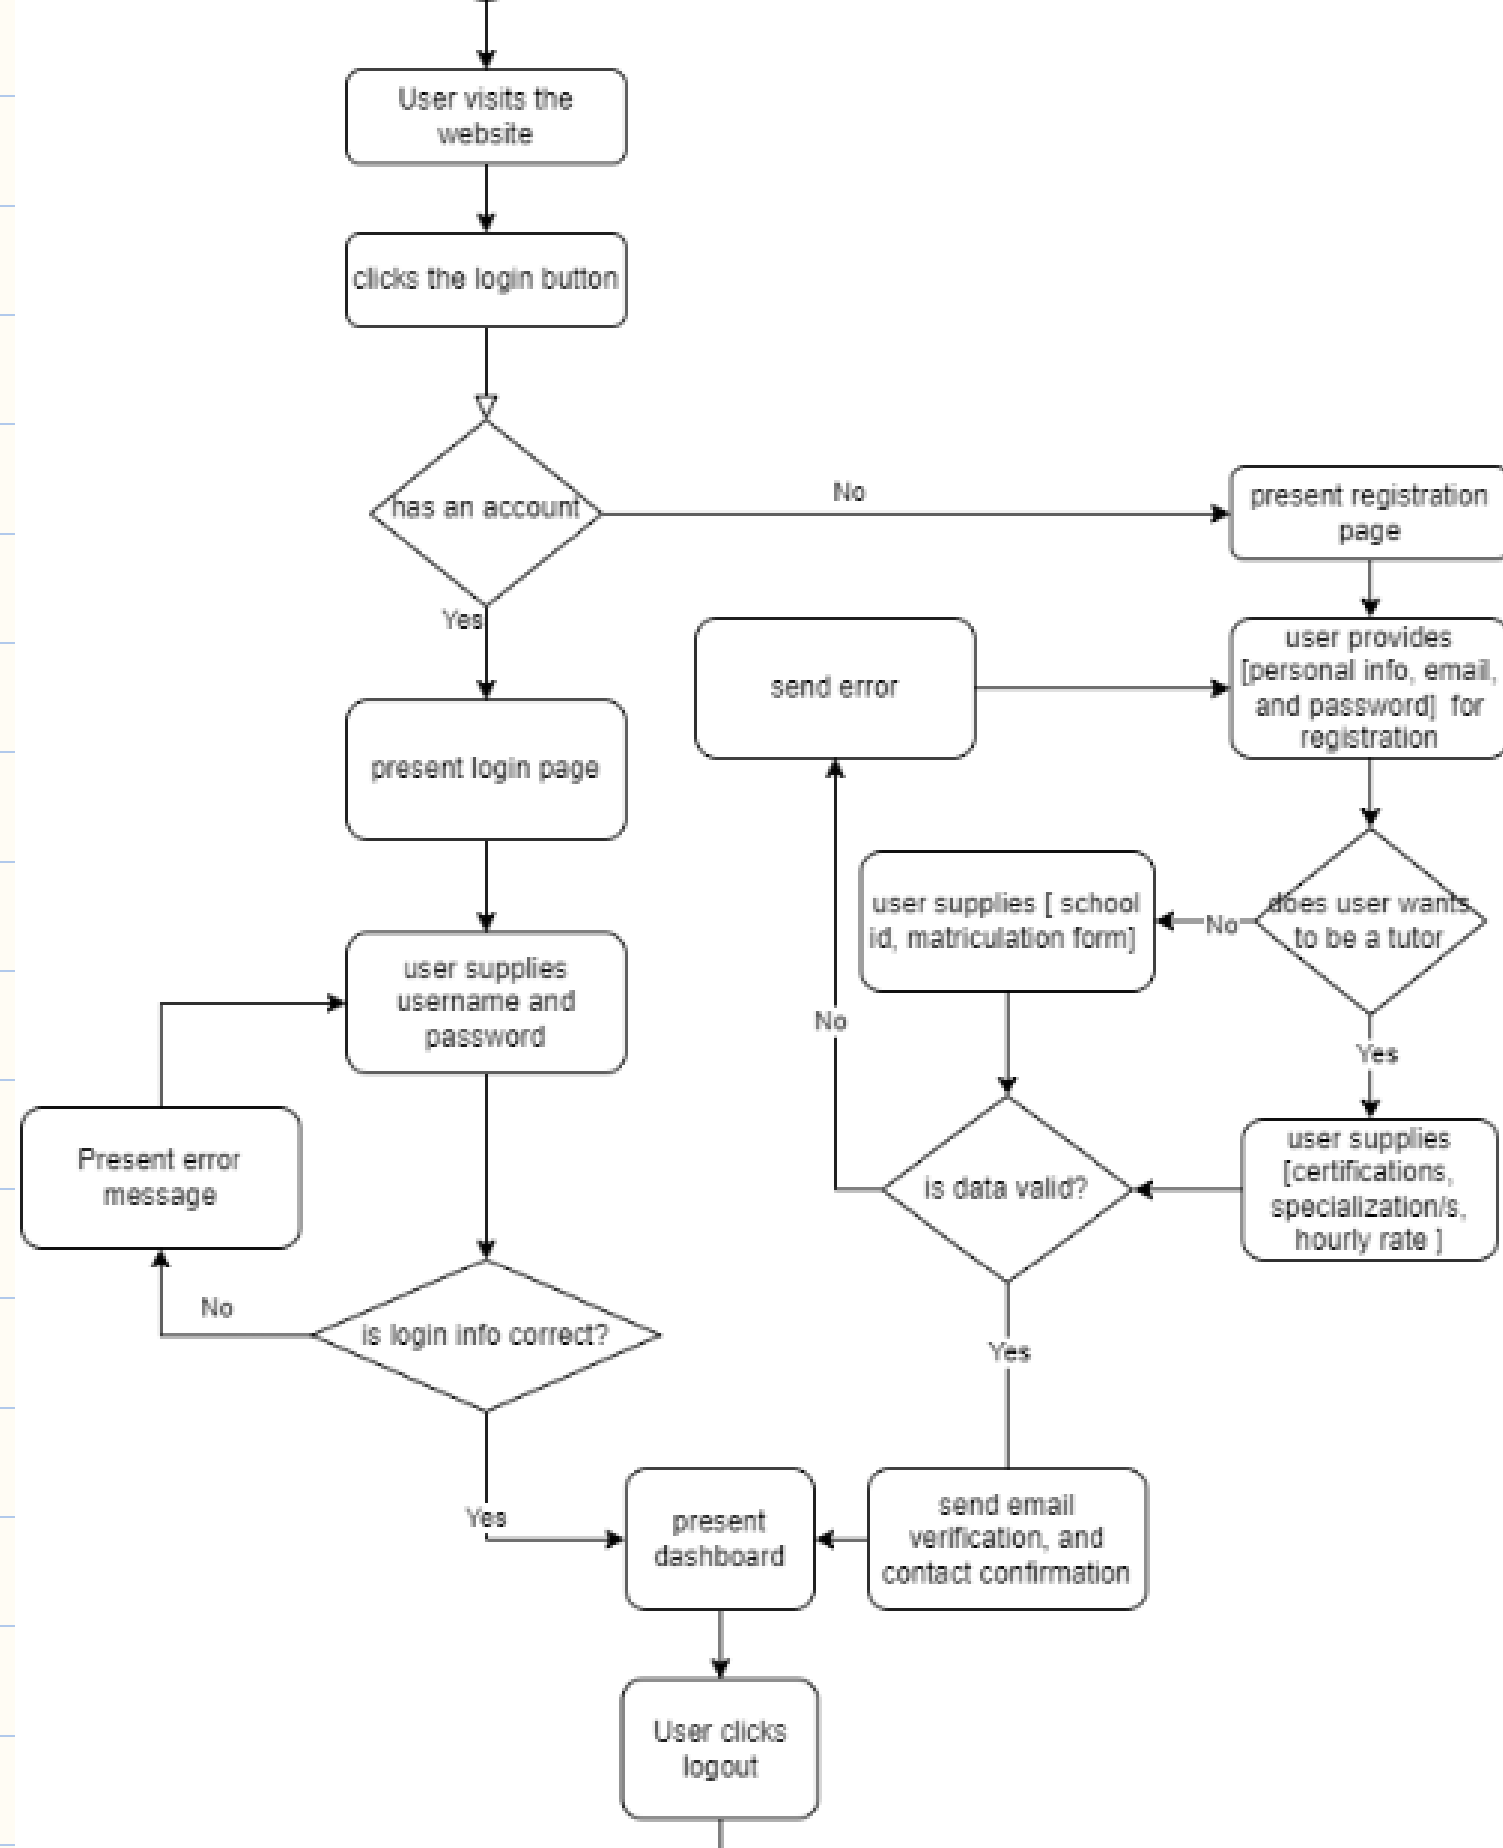 User visits the
website
clicks the login button
has an account
No
present registration
page
Yes
send error
user provides
[personal info, email,
and password] for
registration
present login page
user supplies [ school
id, matriculation form]
No
does user wants
to be a tutor
user supplies
username and
password
No
Yes
Present error
message
is data valid?
user supplies
[certifications,
specialization/s,
hourly rate ]
No
is login info correct?
Yes
Yes
present
dashboard
send email
verification, and
contact confirmation
User clicks
logout